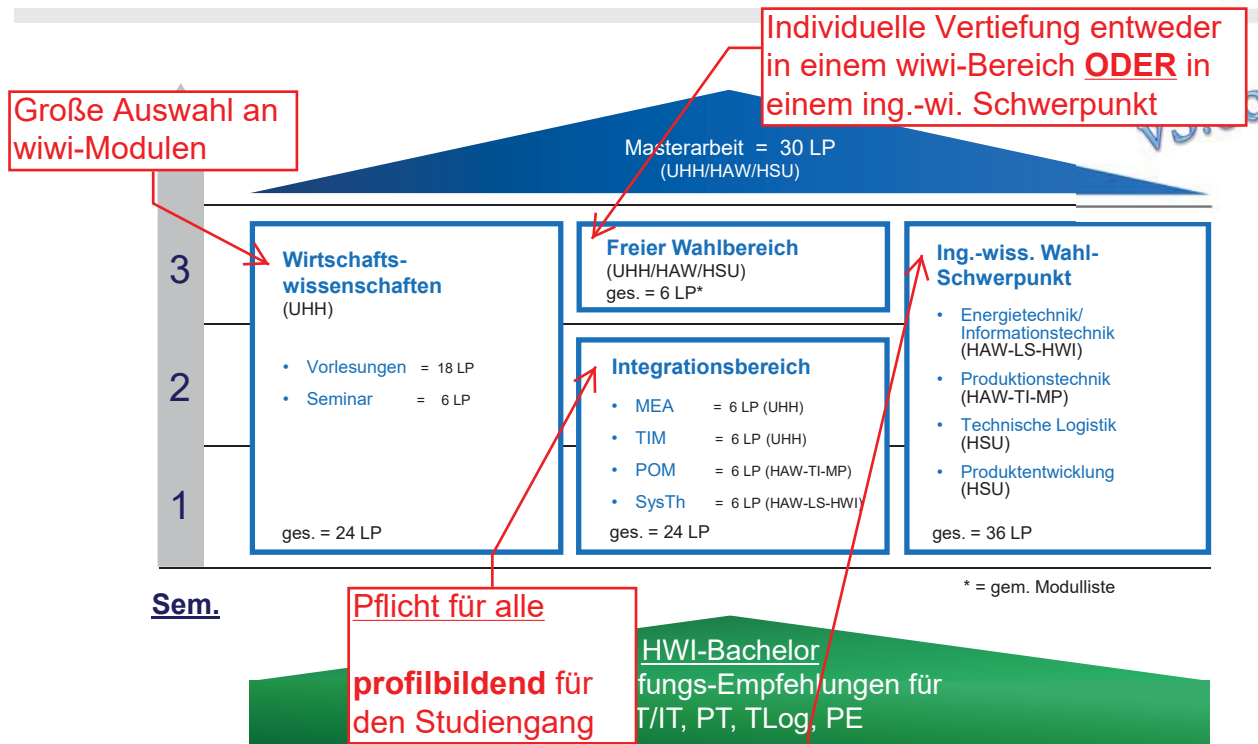 Individuelle Vertiefung entweder
in einem wiwi-Bereich ODER in
einem ing.-wi. Schwerpunkt
Große Auswahl an
wiwi-Modulen
Masterarbeit = 30 LP
(UHH/HAW/HSU)
3
2
1
Sem.
Wirtschafts-
wissenschaften
(UHH)
• Vorlesungen = 18 LP
• Seminar = 6 LP
ges. = 24 LP
Freier Wahlbereich
(UHH/HAW/HSU)
ges. = 6 LP*
Integrationsbereich
• MEA = 6 LP (UHH)
• TIM = 6 LP (UHH)
• POM = 6 LP (HAW-TI-MP)
• SysTh = 6 LP (HAW-LS-HWI)
ges. = 24 LP
Ing.-wiss. Wahl-
Schwerpunkt
• Energietechnik/
Informationstechnik
(HAW-LS-HWI)
• Produktionstechnik
(HAW-TI-MP)
• Technische Logistik
(HSU)
• Produktentwicklung
(HSU)
ges. = 36 LP
* = gem. Modulliste
Pflicht für alle
profilbildend für
den Studiengang
HWI-Bachelor
fungs-Empfehlungen für
T/IT, PT, TLog, PE